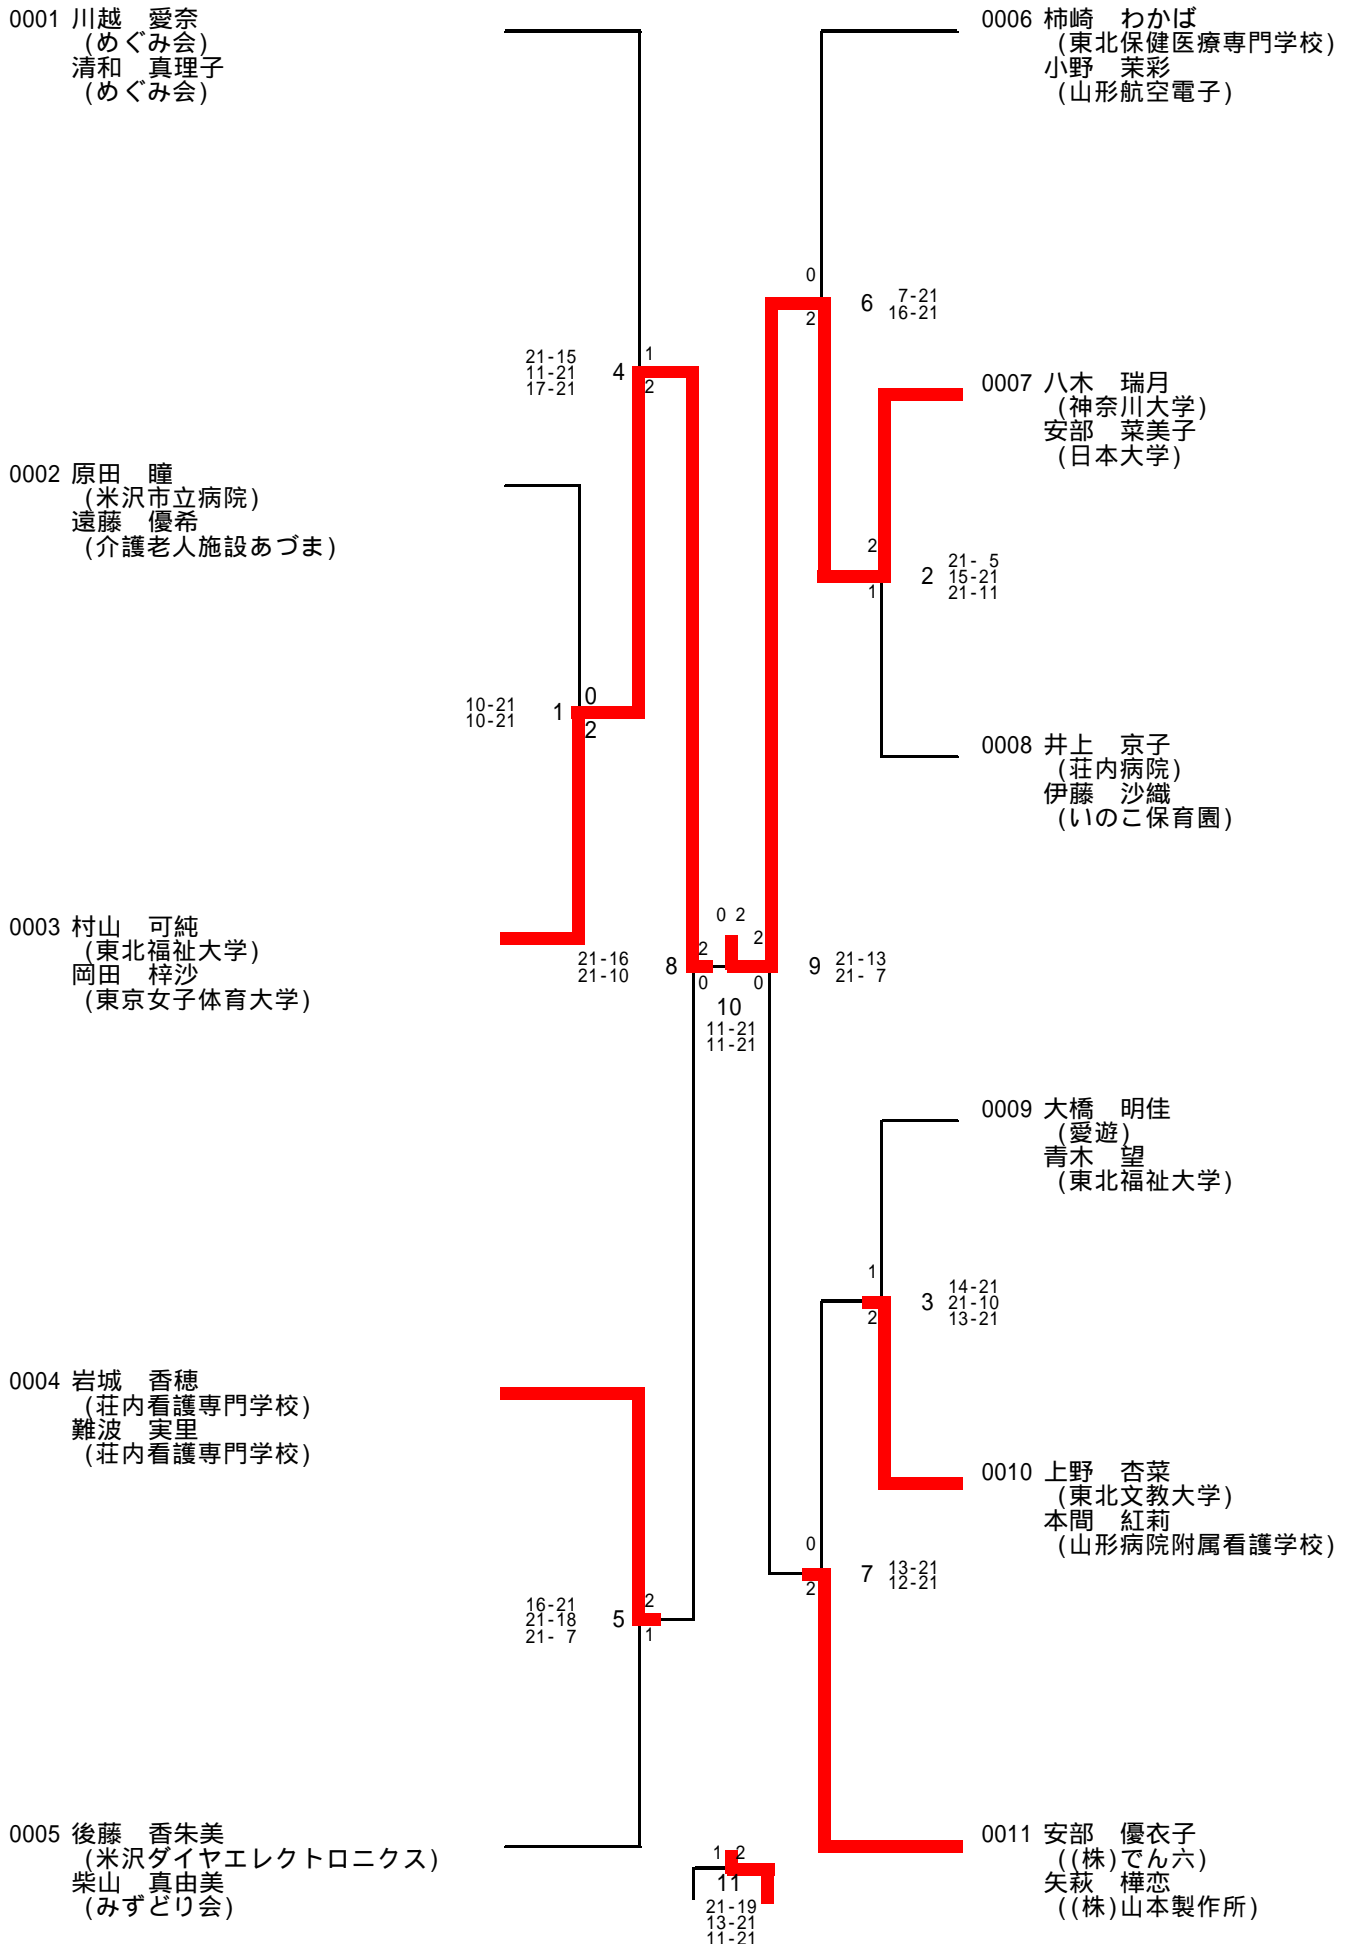 0001 川越　愛奈
(めぐみ会)
清和　真理子
(めぐみ会)
0006 柿崎　わかば
(東北保健医療専門学校)
小野　茉彩
(山形航空電子)
0
6
7-21
16-21
2
21-15
11-21
17-21
4
1
2
0007 八木　瑞月
(神奈川大学)
安部　菜美子
(日本大学)
0002 原田　瞳
(米沢市立病院)
遠藤　優希
(介護老人施設あづま)
2
2
21- 5
15-21
21-11
1
10-21
10-21
1
0
2
0008 井上　京子
(荘内病院)
伊藤　沙織
(いのこ保育園)
0003 村山　可純
(東北福祉大学)
岡田　梓沙
(東京女子体育大学)
21-16
21-10
8
2
0
0 2
2
0
9
21-13
21- 7
10
11-21
11-21
0009 大橋　明佳
(愛遊)
青木　望
(東北福祉大学)
1
3
14-21
21-10
13-21
2
0004 岩城　香穂
(荘内看護専門学校)
難波　実里
(荘内看護専門学校)
0010 上野　杏菜
(東北文教大学)
本間　紅莉
(山形病院附属看護学校)
0
7
13-21
12-21
2
16-21
21-18
21- 7
5
2
1
0005 後藤　香朱美
(米沢ダイヤエレクトロニクス)
柴山　真由美
(みずどり会)
1 2
11
21-19
13-21
11-21
0011 安部　優衣子
((株)でん六)
矢萩　樺恋
((株)山本製作所)